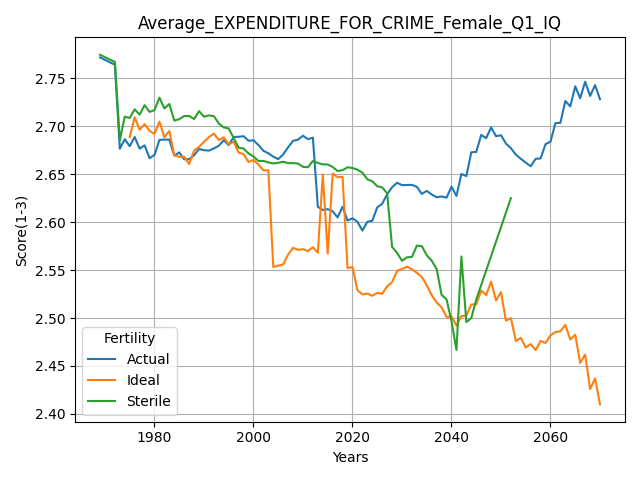 Average_EXPENDITURE_FOR_CRIME_Female_Q1_IQ
Score(1-3)
2.75
2.70
2.65
2.60
2.55
2.50
2.45
2.40
Fertility
Actual
Ideal
Sterile
1980 2000 2020 2040 2060
Years